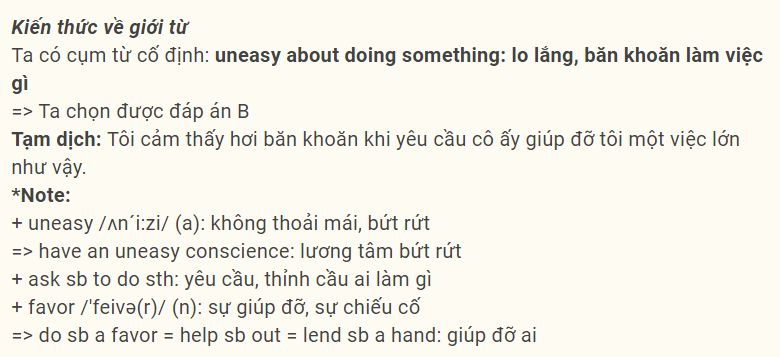 Kiến thức về giới từ
Ta có cụm từ cố định: uneasy about doing something: lo lắng, băn khoăn làm việc
gì
=> Ta chọn được đáp án B
Tạm dịch: Tôi cảm thấy hơi băn khoăn khi yêu cầu cô ấy giúp đỡ tôi một việc lớn
như vậy.
*Note:
+ uneasy /ʌn´i:zi/ (a): không thoải mái, bứt rứt
=> have an uneasy conscience: lương tâm bứt rứt
+ ask sb to do sth: yêu cầu, thỉnh cầu ai làm gì
+ favor /'feivə(r)/ (n): sự giúp đỡ, sự chiếu cố
=> do sb a favor = help sb out = lend sb a hand: giúp đỡ ai